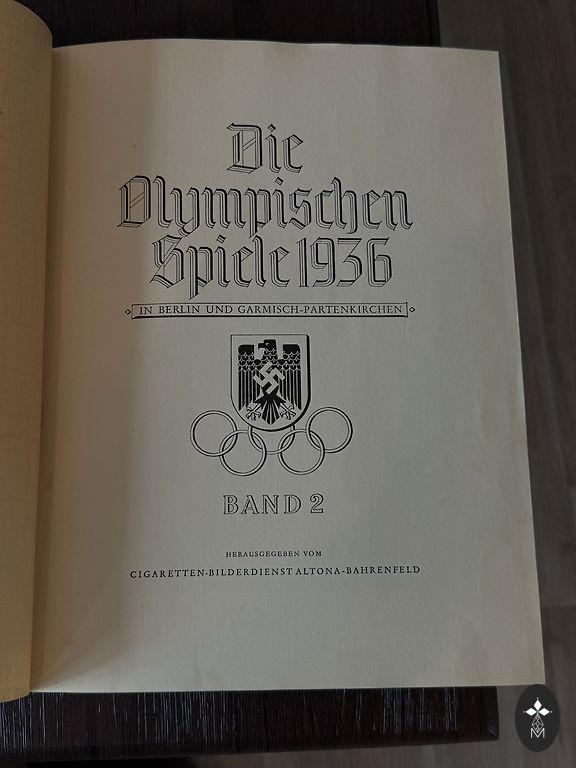 Die
Olympischen
Spiele 1936
IN BERLIN UND GARMISCH-PARTENKIRCHEN
BAND 2
HERAUSGEGEBEN VOM
CIGARETTEN-BILDERDIENST ALTONA-BAHRENFELD
M